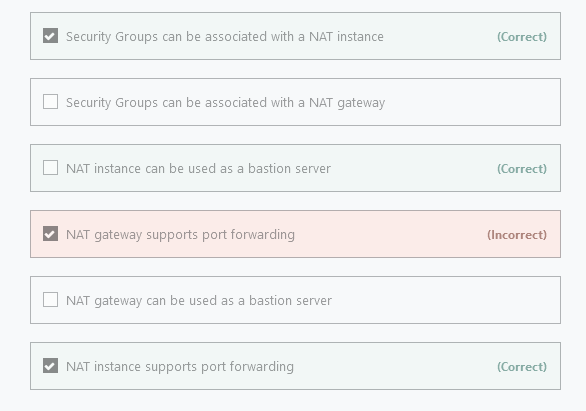 Security Groups can be associated with a NAT instance (Correct)
Security Groups can be associated with a NAT gateway
NAT instance can be used as a bastion server (Correct)
NAT gateway supports port forwarding (Incorrect)
NAT gateway can be used as a bastion server
NAT instance supports port forwarding (Correct)